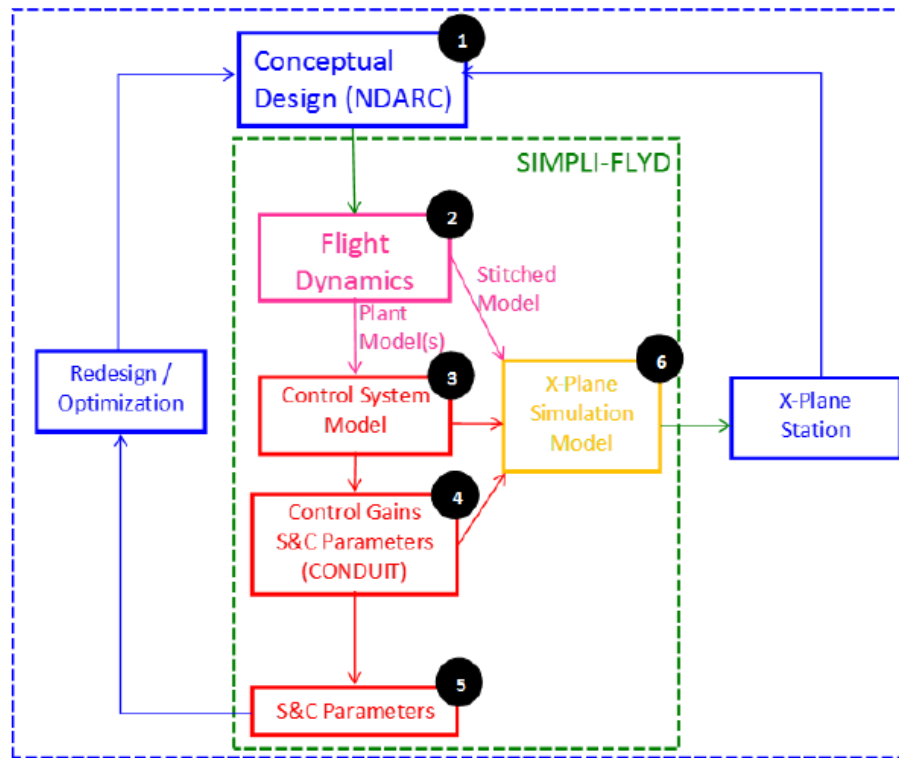 1
Conceptual
Design (NDARC)
SIMPLI-FLYD
2
Flight
Dynamics
Stitched
Model
Plant
Model(s)
3
Control System
Model
6
X-Plane
Simulation
Model
Redesign /
Optimization
X-Plane
Station
4
Control Gains
S&C Parameters
(CONDUIT)
5
S&C Parameters